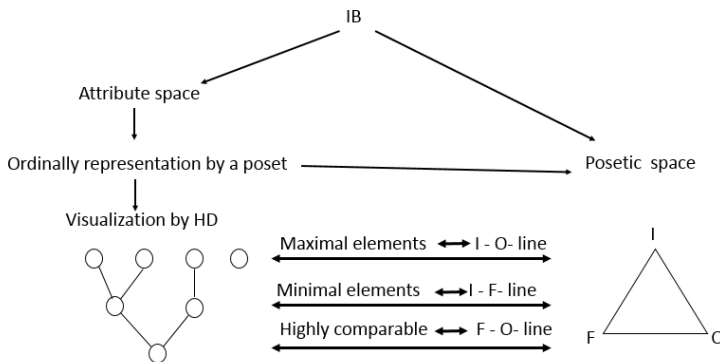 IB
Attribute space
Ordinally representation by a poset
Posetic space
Visualization by HD
Maximal elements I - O- line
Minimal elements I - F- line
Highly comparable F - O- line
I
F
O